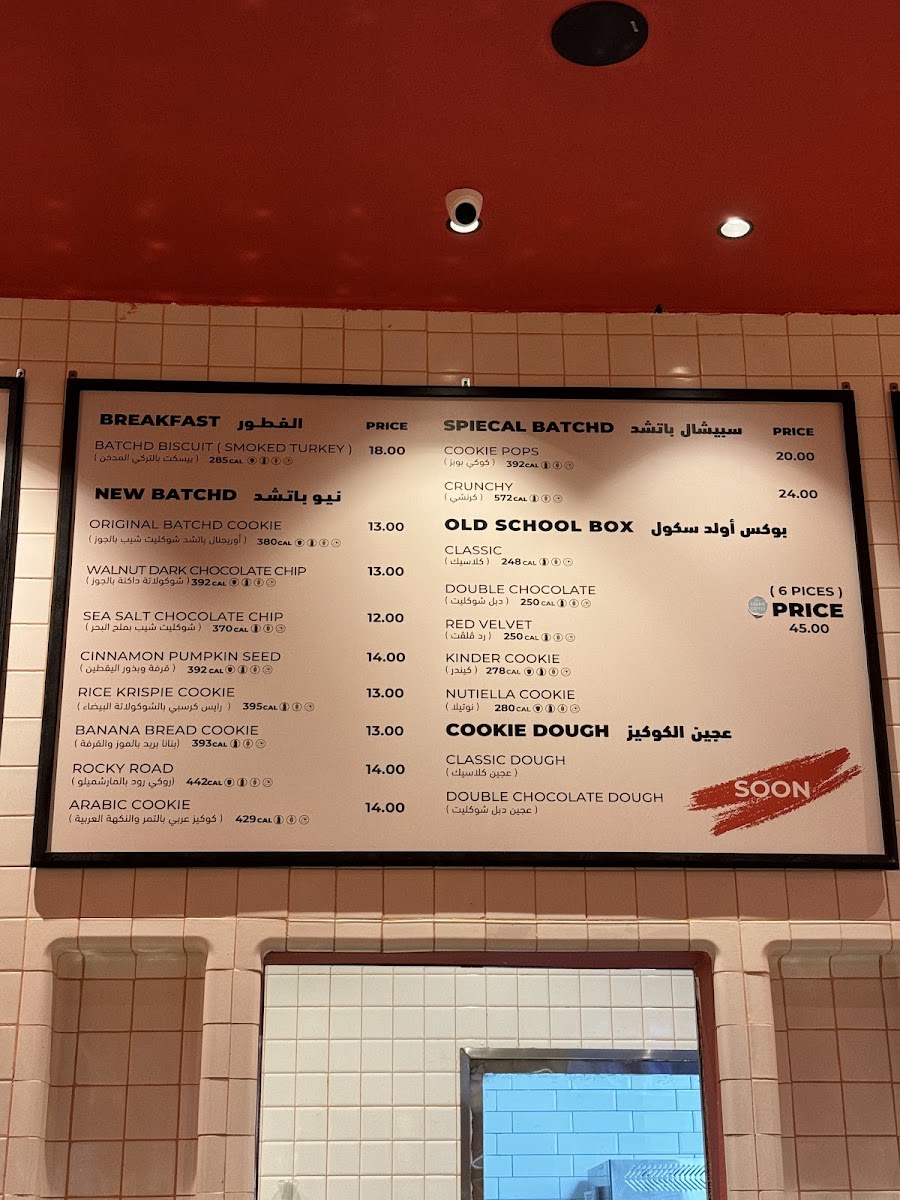 BREAKFAST الفطور PRICE
BATCHD BISCUIT ( SMOKED TURKEY ) 18.00
( بيسكت بالتركي المدخن ) 285CAL
NEW BATCHD نيو باتشد
ORIGINAL BATCHD COOKIE 13.00
( أوريجنال باتشد شوكليت شيب بالجوز ) 380CAL
WALNUT DARK CHOCOLATE CHIP 13.00
( شوكولاتة داكنة بالجوز ) 392CAL
SEA SALT CHOCOLATE CHIP 12.00
( شوكليت شيب بملح البحر ) 370CAL
CINNAMON PUMPKIN SEED 14.00
( قرفة وبذور اليقطين ) 392CAL
RICE KRISPIE COOKIE 13.00
( رايس كرسبي بالشوكولاتة البيضاء ) 395CAL
BANANA BREAD COOKIE 13.00
(بنانا بريد بالموز والقرفة ) 393CAL
ROCKY ROAD 14.00
(روكي رود بالمارشميلو ) 442CAL
ARABIC COOKIE 14.00
( كوكيز عربي بالتمر والنكهة العربية ) 429CAL
SPIECAL BATCHD سبيشال باتشد PRICE
COOKIE POPS 20.00
( كوكي بوبز ) 392CAL
CRUNCHY 24.00
( كرنشي ) 572CAL
OLD SCHOOL BOX بوكس أولد سكول
CLASSIC
( كلاسيك ) 248CAL
DOUBLE CHOCOLATE
( دبل شوكليت ) 250CAL
RED VELVET
( رد فلفت ) 250CAL
KINDER COOKIE
( كيندر ) 278CAL
NUTIELLA COOKIE
( نوتيلا ) 280CAL
( 6 PICES )
PRICE
45.00
COOKIE DOUGH عجين الكوكيز
CLASSIC DOUGH
( عجين كلاسيك )
DOUBLE CHOCOLATE DOUGH
( عجين دبل شوكليت )
SOON